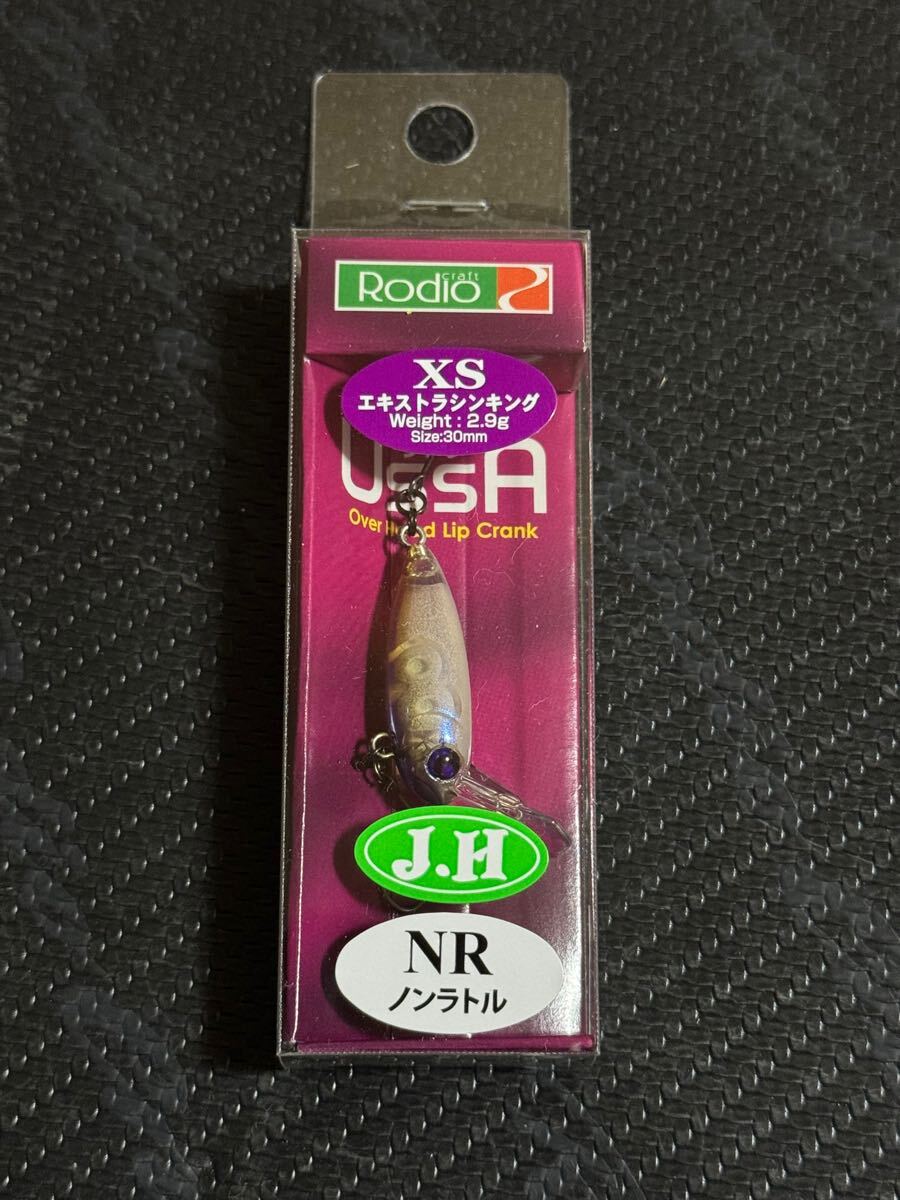 Rodio craft
XS
エキストラシンキング
Weight : 2.9g
Size:30mm
USSA
Over Lip Crank
J.H
NR
ノンラトル